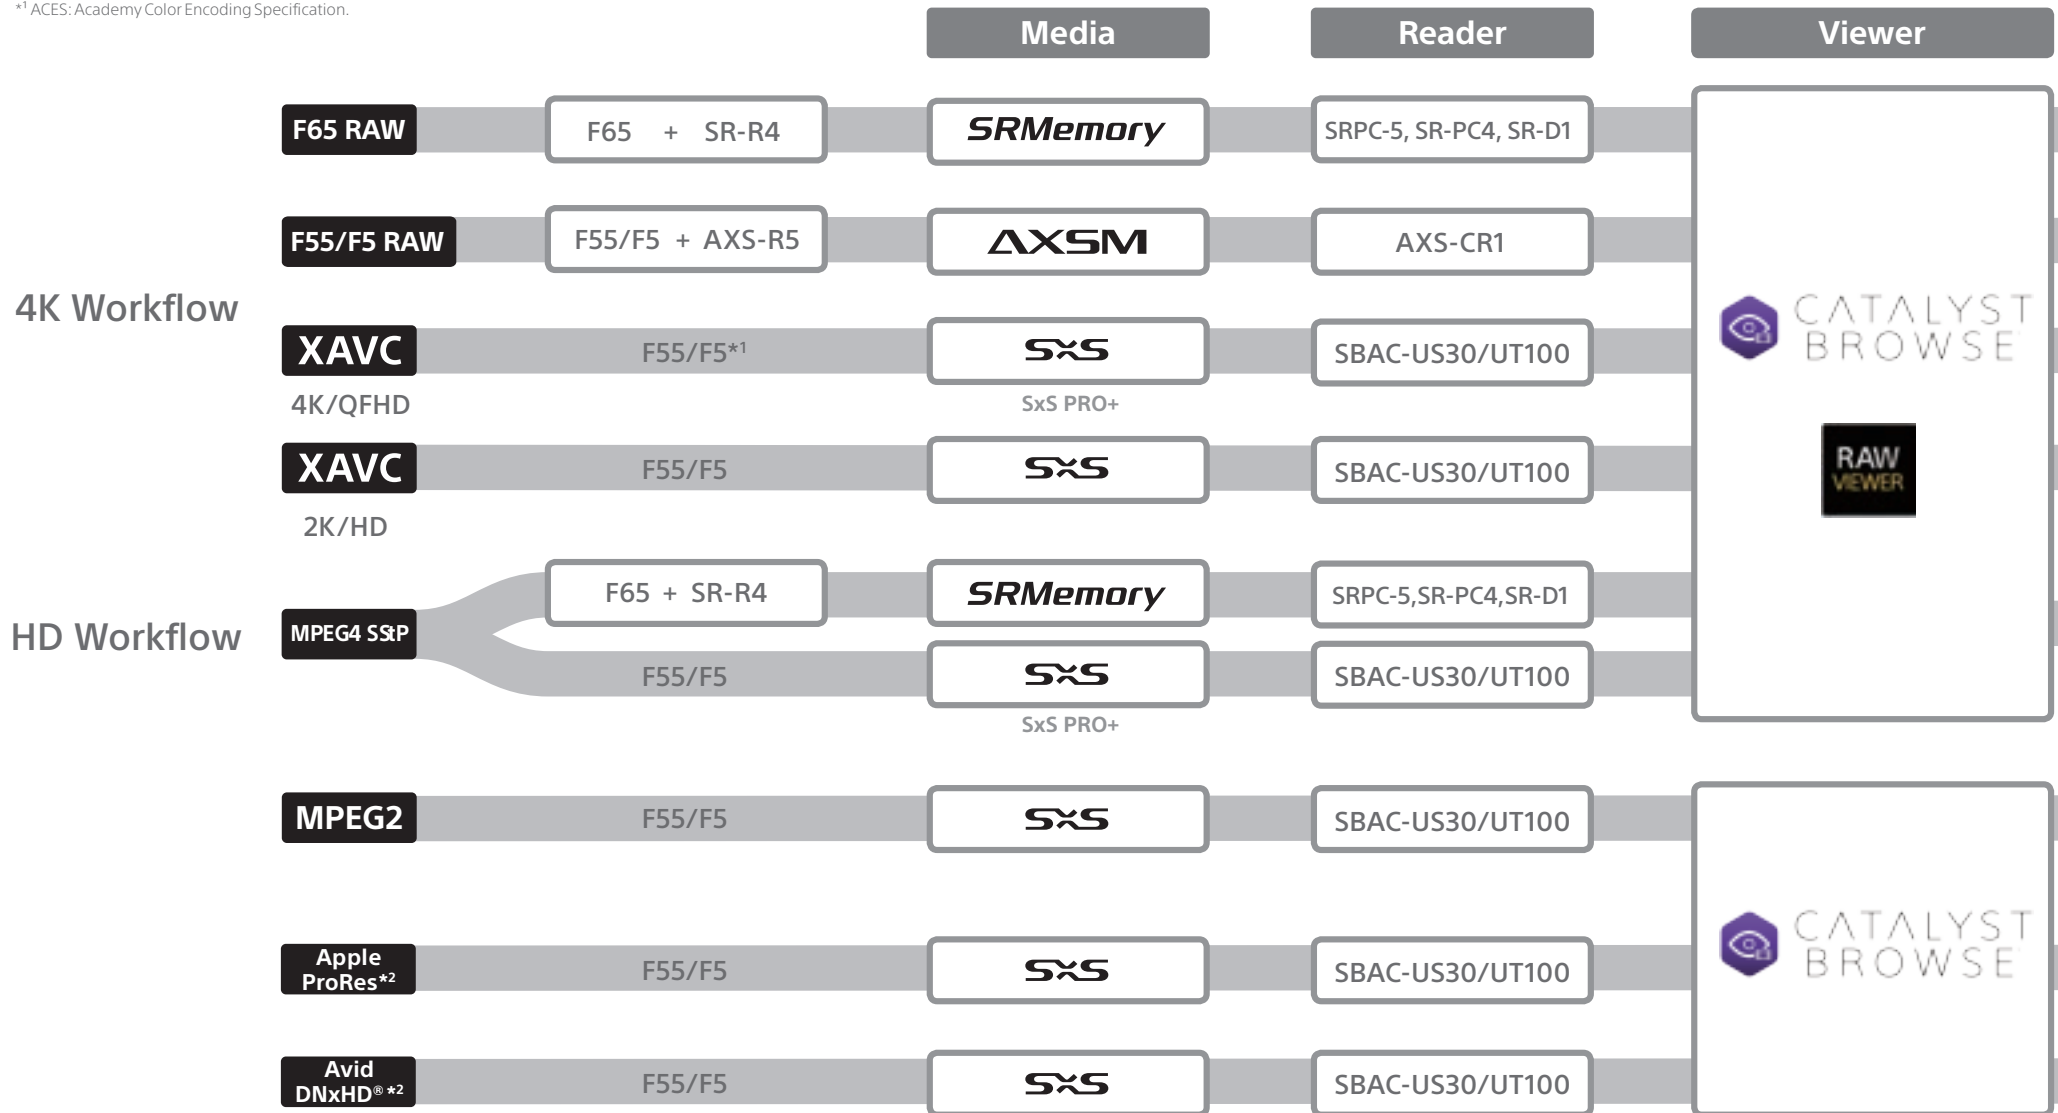 *1 ACES: Academy Color Encoding Specification.
Media
Reader
Viewer
F65 RAW
F65 + SR-R4
SRMemory
SRPC-5, SR-PC4, SR-D1
F55/F5 RAW
F55/F5 + AXS-R5
AXSM
AXS-CR1
4K Workflow
XAVC
F55/F5*1
SxS
SBAC-US30/UT100
CATALYST
BROWSE
4K/QFHD
SxS PRO+
XAVC
F55/F5
SxS
SBAC-US30/UT100
RAW
VIEWER
2K/HD
HD Workflow
MPEG4 SStP
F65 + SR-R4
SRMemory
SRPC-5,SR-PC4,SR-D1
F55/F5
SxS
SBAC-US30/UT100
SxS PRO+
MPEG2
F55/F5
SxS
SBAC-US30/UT100
Apple
ProRes*2
F55/F5
SxS
SBAC-US30/UT100
CATALYST
BROWSE
Avid
DNxHD®*2
F55/F5
SxS
SBAC-US30/UT100